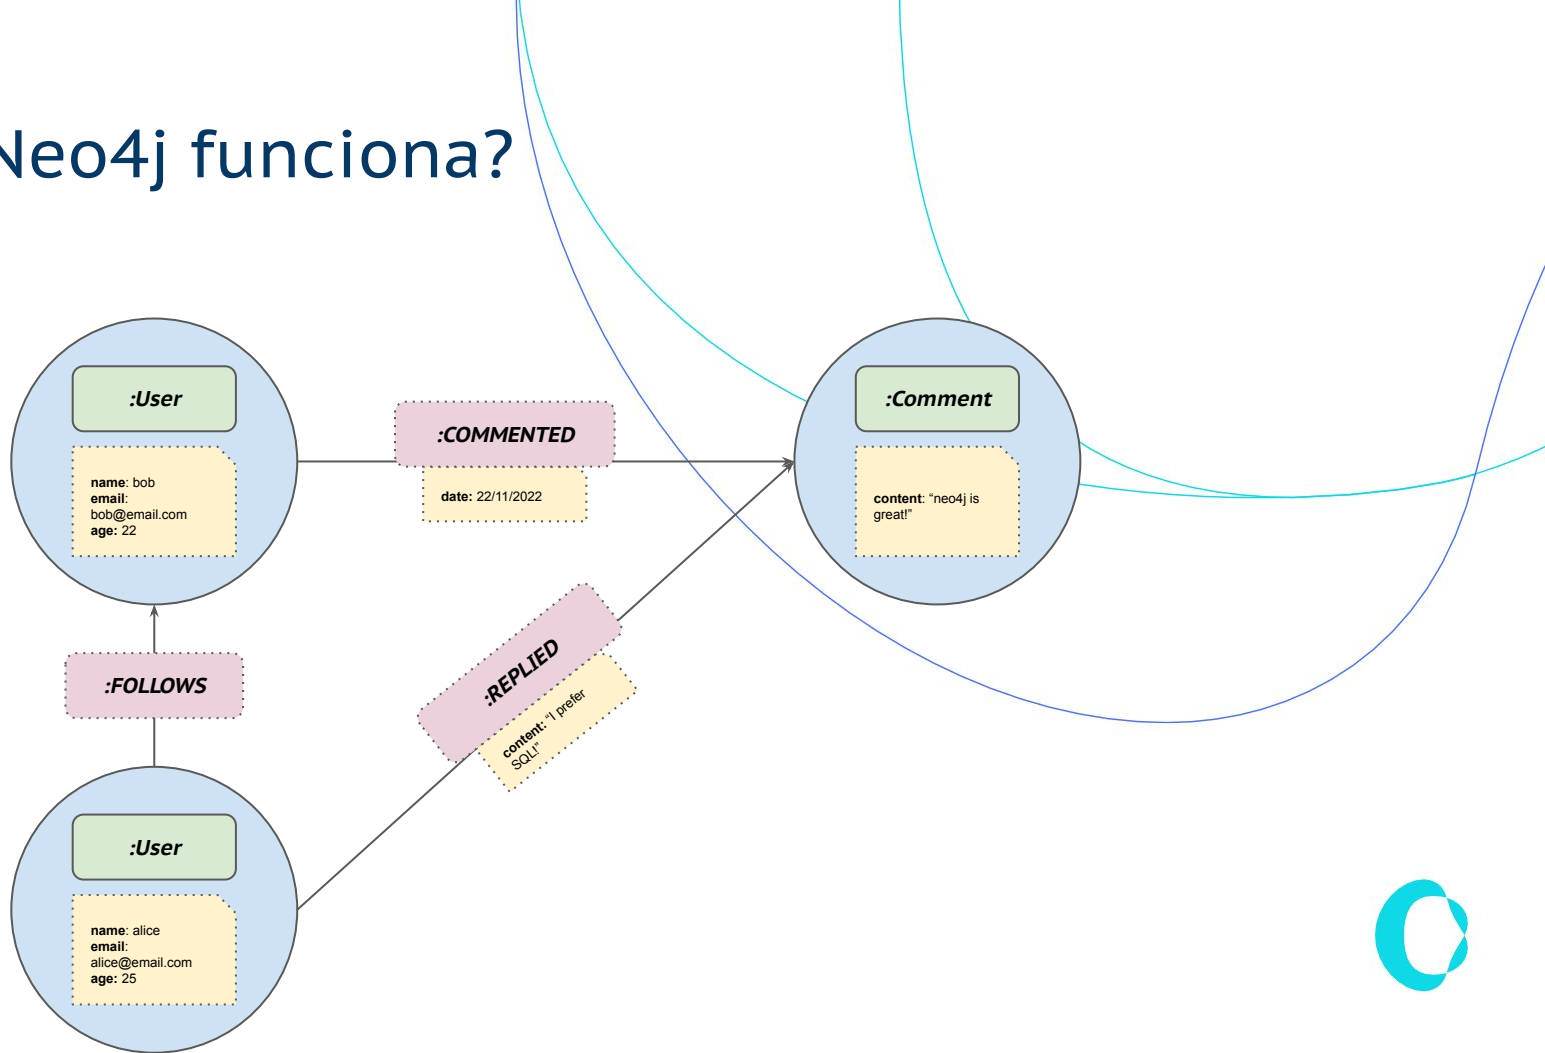 Neo4j funciona?
:User
name: bob
email:
bob@email.com
age: 22
:COMMENTED
date: 22/11/2022
:Comment
content: “neo4j is
great!”
:FOLLOWS
:REPLIED
content: “I prefer
SQL!”
:User
name: alice
email:
alice@email.com
age: 25